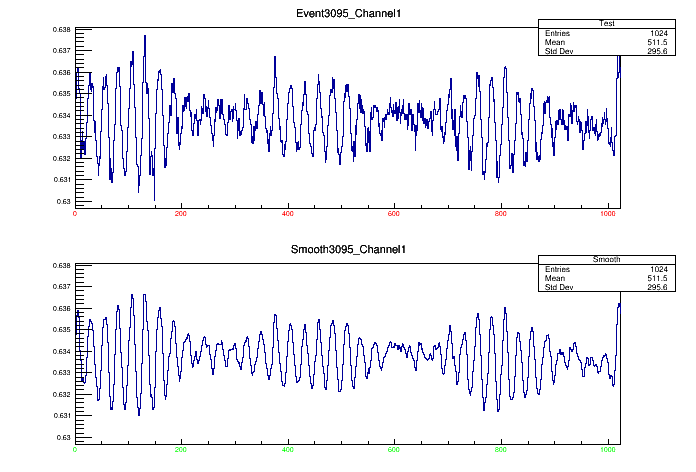 Event3095_Channel1
Test
Entries 1024
Mean 511.5
Std Dev 295.6
0.638
0.637
0.636
0.635
0.634
0.633
0.632
0.631
0.63
0 200 400 600 800 1000
Smooth3095_Channel1
Smooth
Entries 1024
Mean 511.5
Std Dev 295.6
0.638
0.637
0.636
0.635
0.634
0.633
0.632
0.631
0.63
0 200 400 600 800 1000